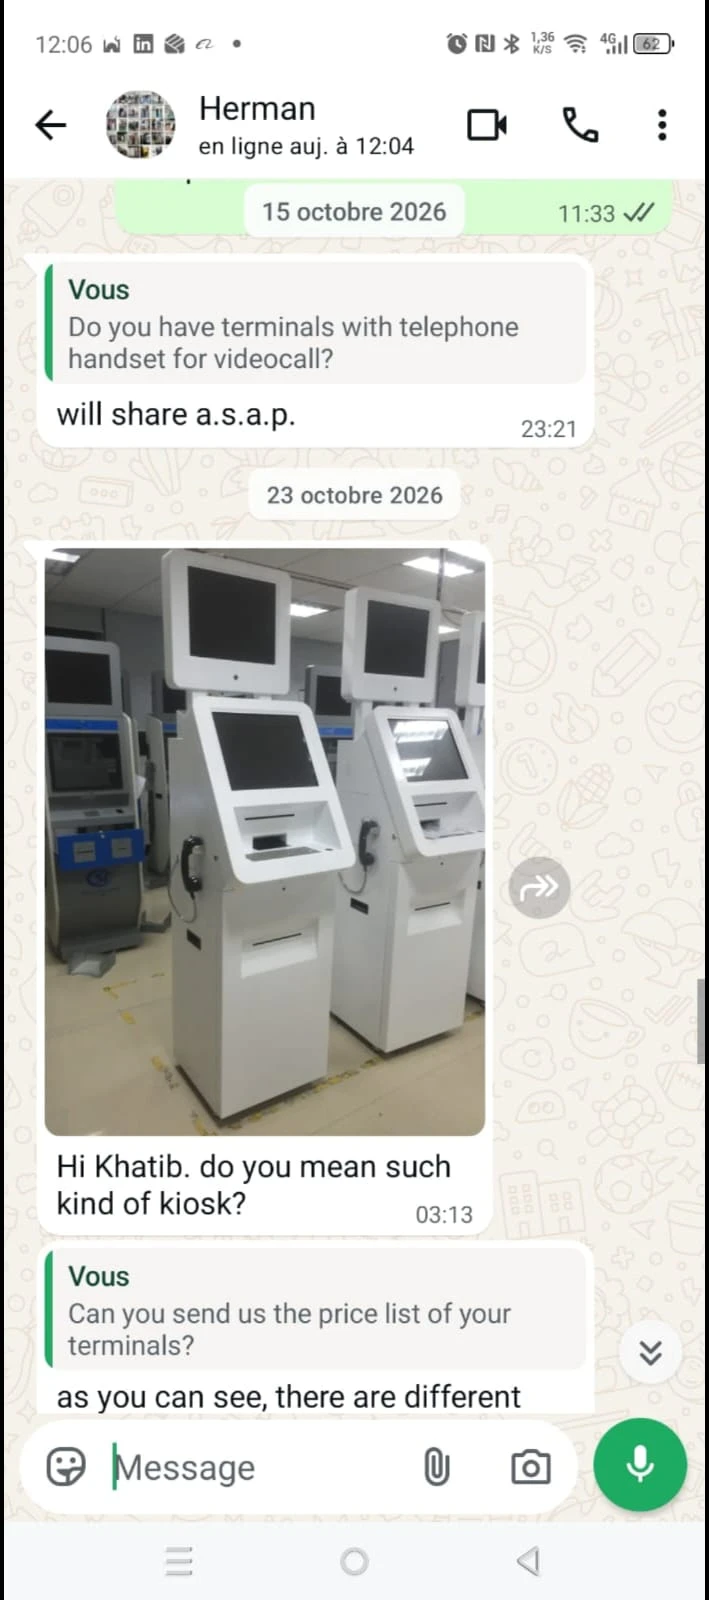 12:06
1,36
K/S
4G
62
Herman
en ligne auj. à 12:04
15 octobre 2026
11:33
Vous
Do you have terminals with telephone
handset for videocall?
will share a.s.a.p.
23:21
23 octobre 2026
Hi Khatib. do you mean such
kind of kiosk?
03:13
Vous
Can you send us the price list of your
terminals?
as you can see, there are different
Message